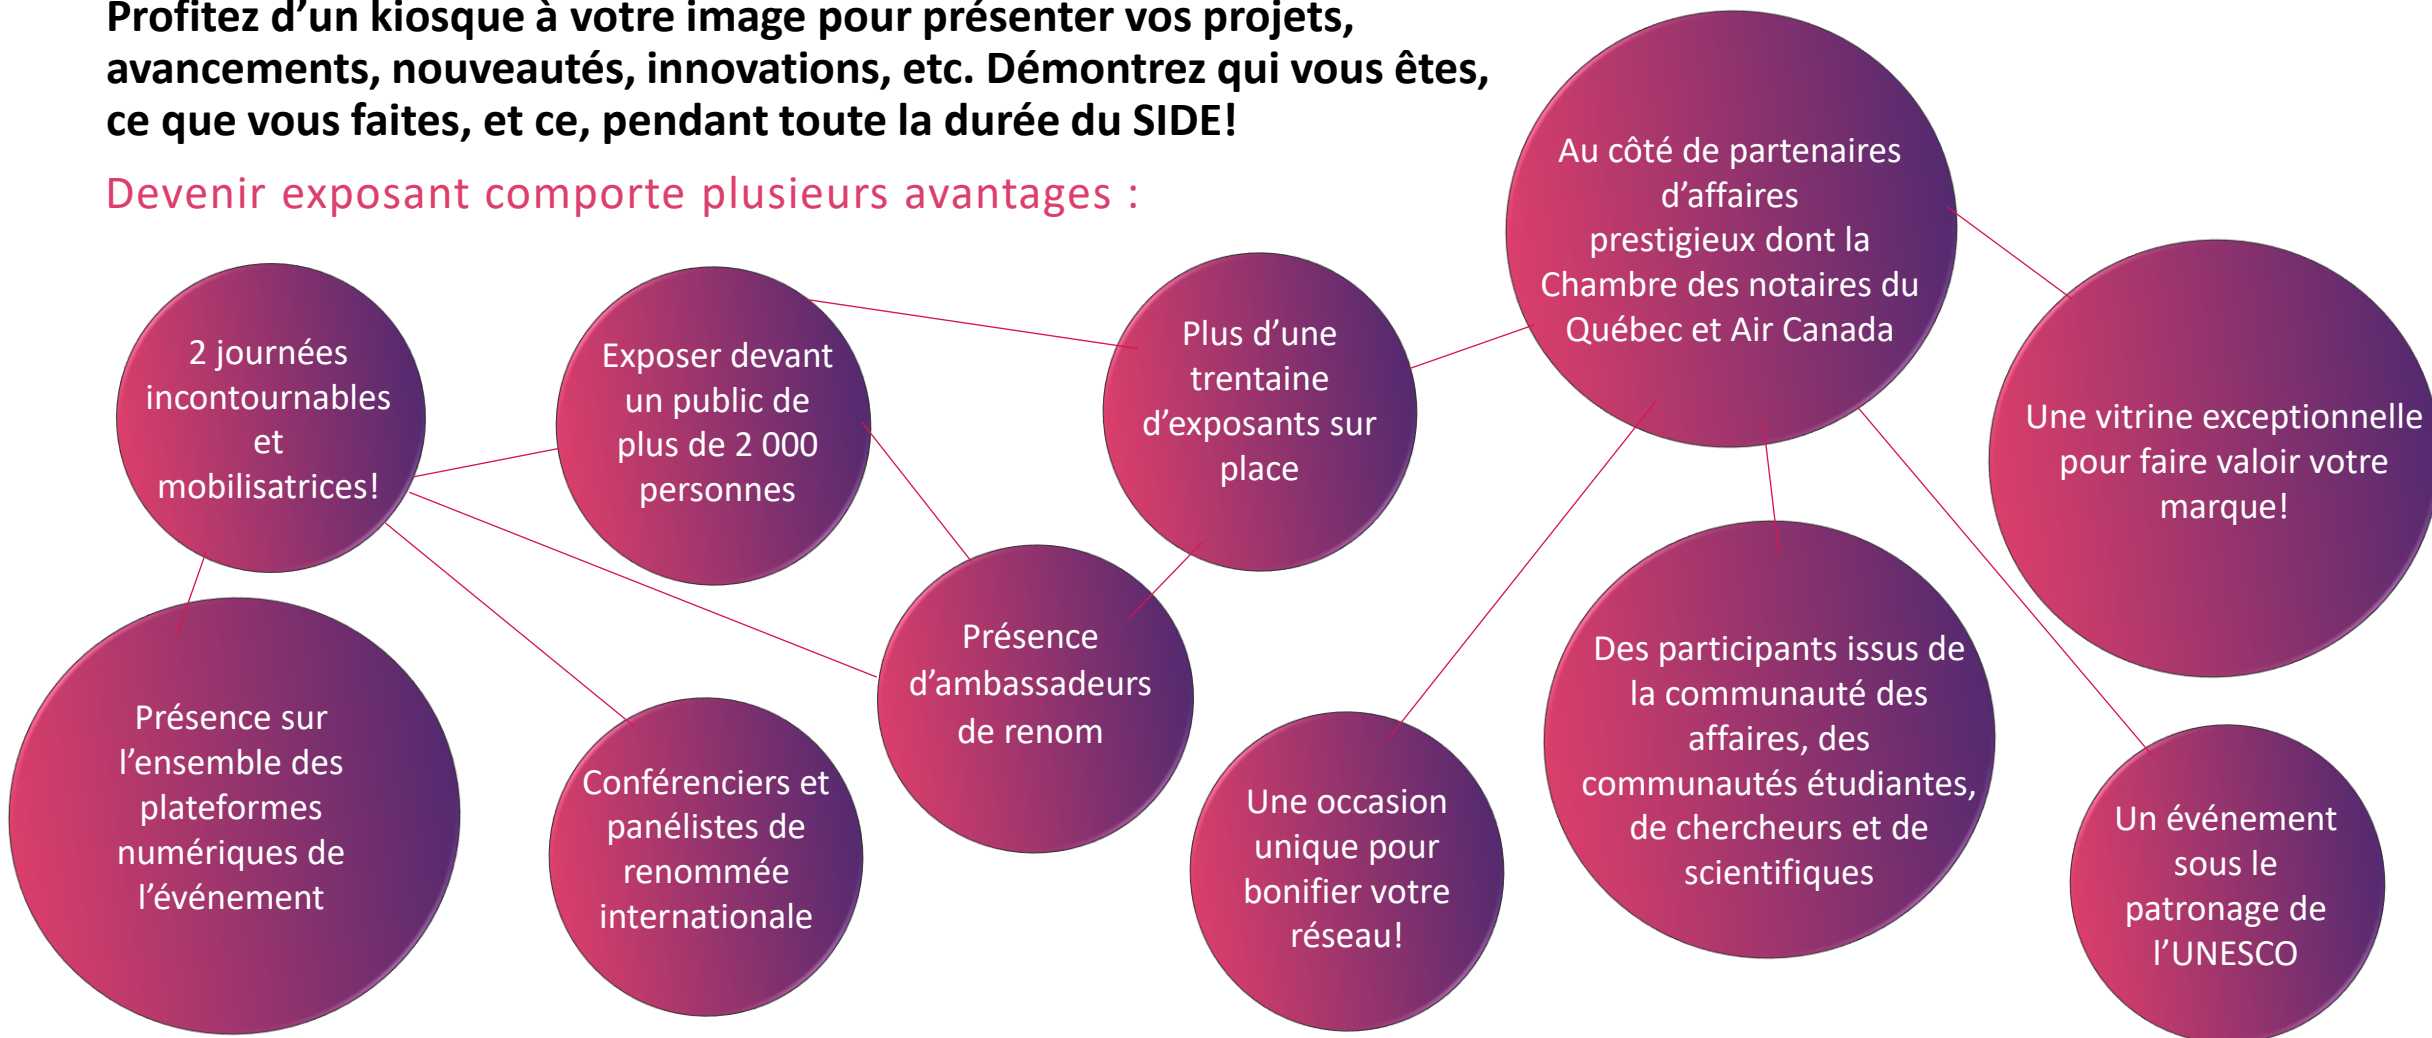 Profitez d’un kiosque à votre image pour présenter vos projets,
avancements, nouveautés, innovations, etc. Démontrez qui vous êtes,
ce que vous faites, et ce, pendant toute la durée du SIDE!
Devenir exposant comporte plusieurs avantages :
2 journées
incontournables
et
mobilisatrices!
Exposer devant
un public de
plus de 2 000
personnes
Plus d’une
trentaine
d’exposants sur
place
Au côté de partenaires
d’affaires
prestigieux dont la
Chambre des notaires du
Québec et Air Canada
Une vitrine exceptionnelle
pour faire valoir votre
marque!
Présence sur
l’ensemble des
plateformes
numériques de
l’événement
Conférenciers et
panélistes de
renommée
internationale
Présence
d’ambassadeurs
de renom
Une occasion
unique pour
bonifier votre
réseau!
Des participants issus de
la communauté des
affaires, des
communautés étudiantes,
de chercheurs et de
scientifiques
Un événement
sous le
patronage de
l’UNESCO